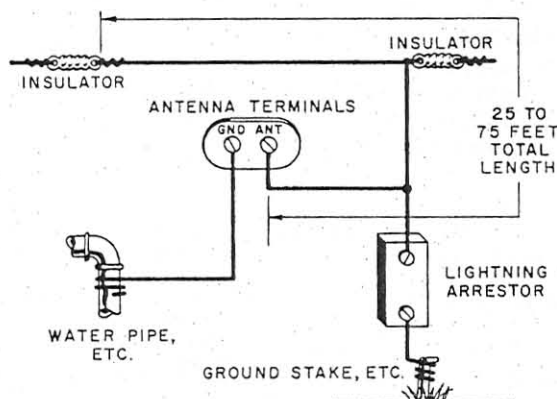 INSULATOR
INSULATOR
ANTENNA TERMINALS
GND ANT
25 TO
75 FEET
TOTAL
LENGTH
LIGHTNING
ARRESTOR
WATER PIPE,
ETC.
GROUND STAKE, ETC.